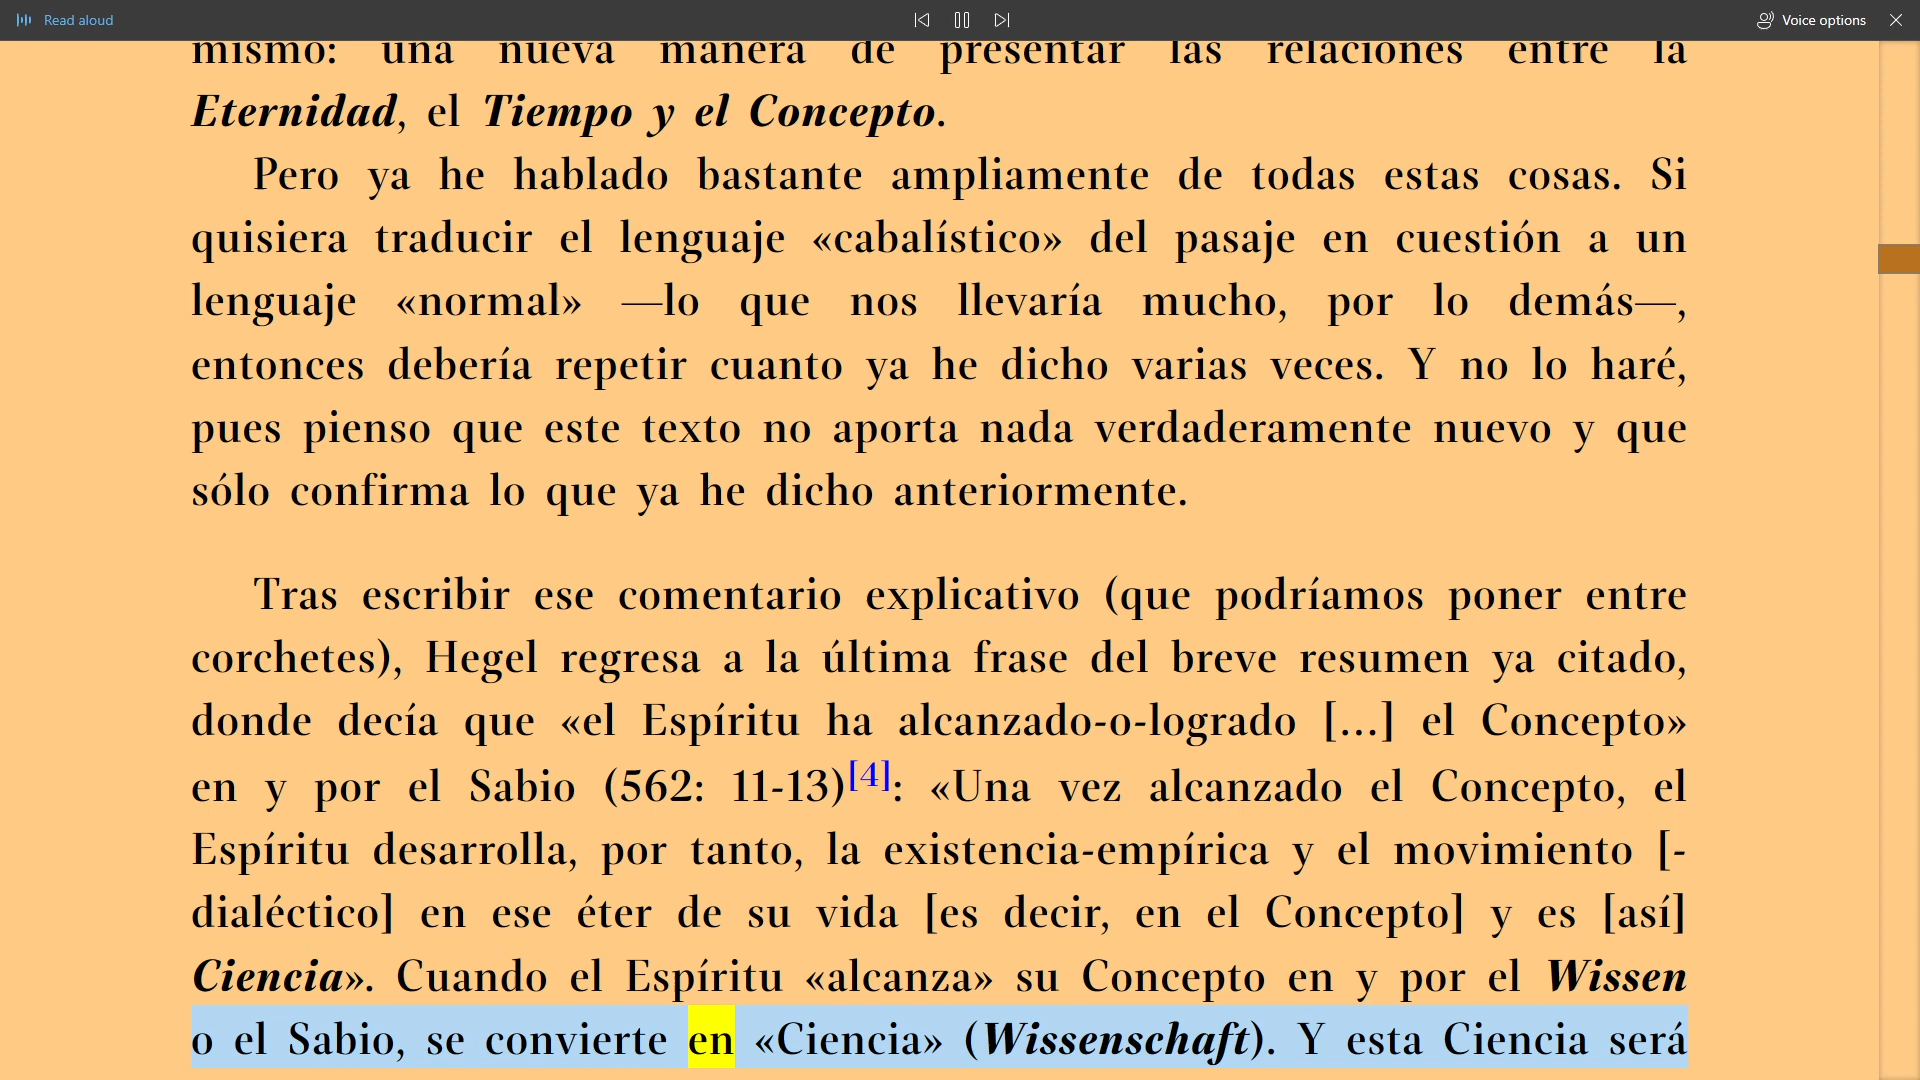 Read aloud
Voice options
mismo: una nueva manera de presentar las relaciones entre la
Eternidad, el Tiempo y el Concepto.
Pero ya he hablado bastante ampliamente de todas estas cosas. Si
quisiera traducir el lenguaje «cabalístico» del pasaje en cuestión a un
lenguaje «normal» —lo que nos llevaría mucho, por lo demás—,
entonces debería repetir cuanto ya he dicho varias veces. Y no lo haré,
pues pienso que este texto no aporta nada verdaderamente nuevo y que
sólo confirma lo que ya he dicho anteriormente.
Tras escribir ese comentario explicativo (que podríamos poner entre
corchetes), Hegel regresa a la última frase del breve resumen ya citado,
donde decía que «el Espíritu ha alcanzado-o-logrado [...] el Concepto»
en y por el Sabio (562: 11-13)[4]: «Una vez alcanzado el Concepto, el
Espíritu desarrolla, por tanto, la existencia-empírica y el movimiento [-
dialéctico] en ese éter de su vida [es decir, en el Concepto] y es [así]
Ciencia». Cuando el Espíritu «alcanza» su Concepto en y por el Wissen
o el Sabio, se convierte en «Ciencia» (Wissenschaft). Y esta Ciencia será